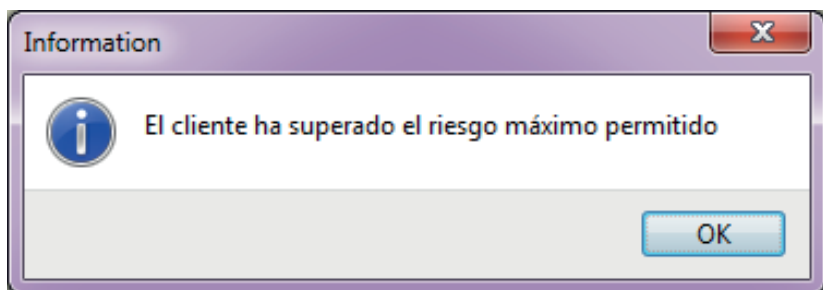 Information
El cliente ha superado el riesgo máximo permitido
OK